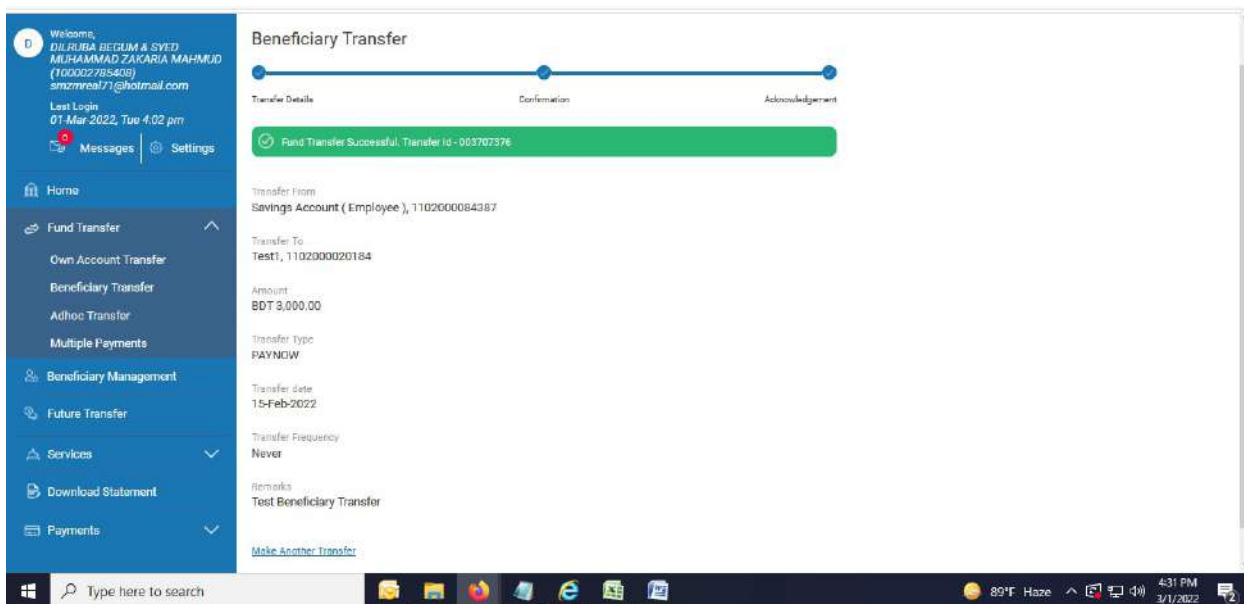 D
Welcome,
DILRUBA BEGUM & SYED
MUHAMMAD ZAKARIA MAHMUD
(100002785408)
smzmreal71@hotmail.com
Last Login
01-Mar-2022, Tue 4:02 pm
0
Messages
Settings
Home
Fund Transfer
Own Account Transfer
Beneficiary Transfer
Adhoc Transfer
Multiple Payments
Beneficiary Management
Future Transfer
Services
Download Statement
Payments
Beneficiary Transfer
Transfer Details
Confirmation
Acknowledgement
Fund Transfer Successful. Transfer Id - 003707376
Transfer From
Savings Account ( Employee ), 1102000084387
Transfer To
Test1, 1102000020184
Amount
BDT 3,000.00
Transfer Type
PAYNOW
Transfer date
15-Feb-2022
Transfer Frequency
Never
Remarks
Test Beneficiary Transfer
Make Another Transfer
Type here to search
89°F Haze
4:31 PM
3/1/2022
2